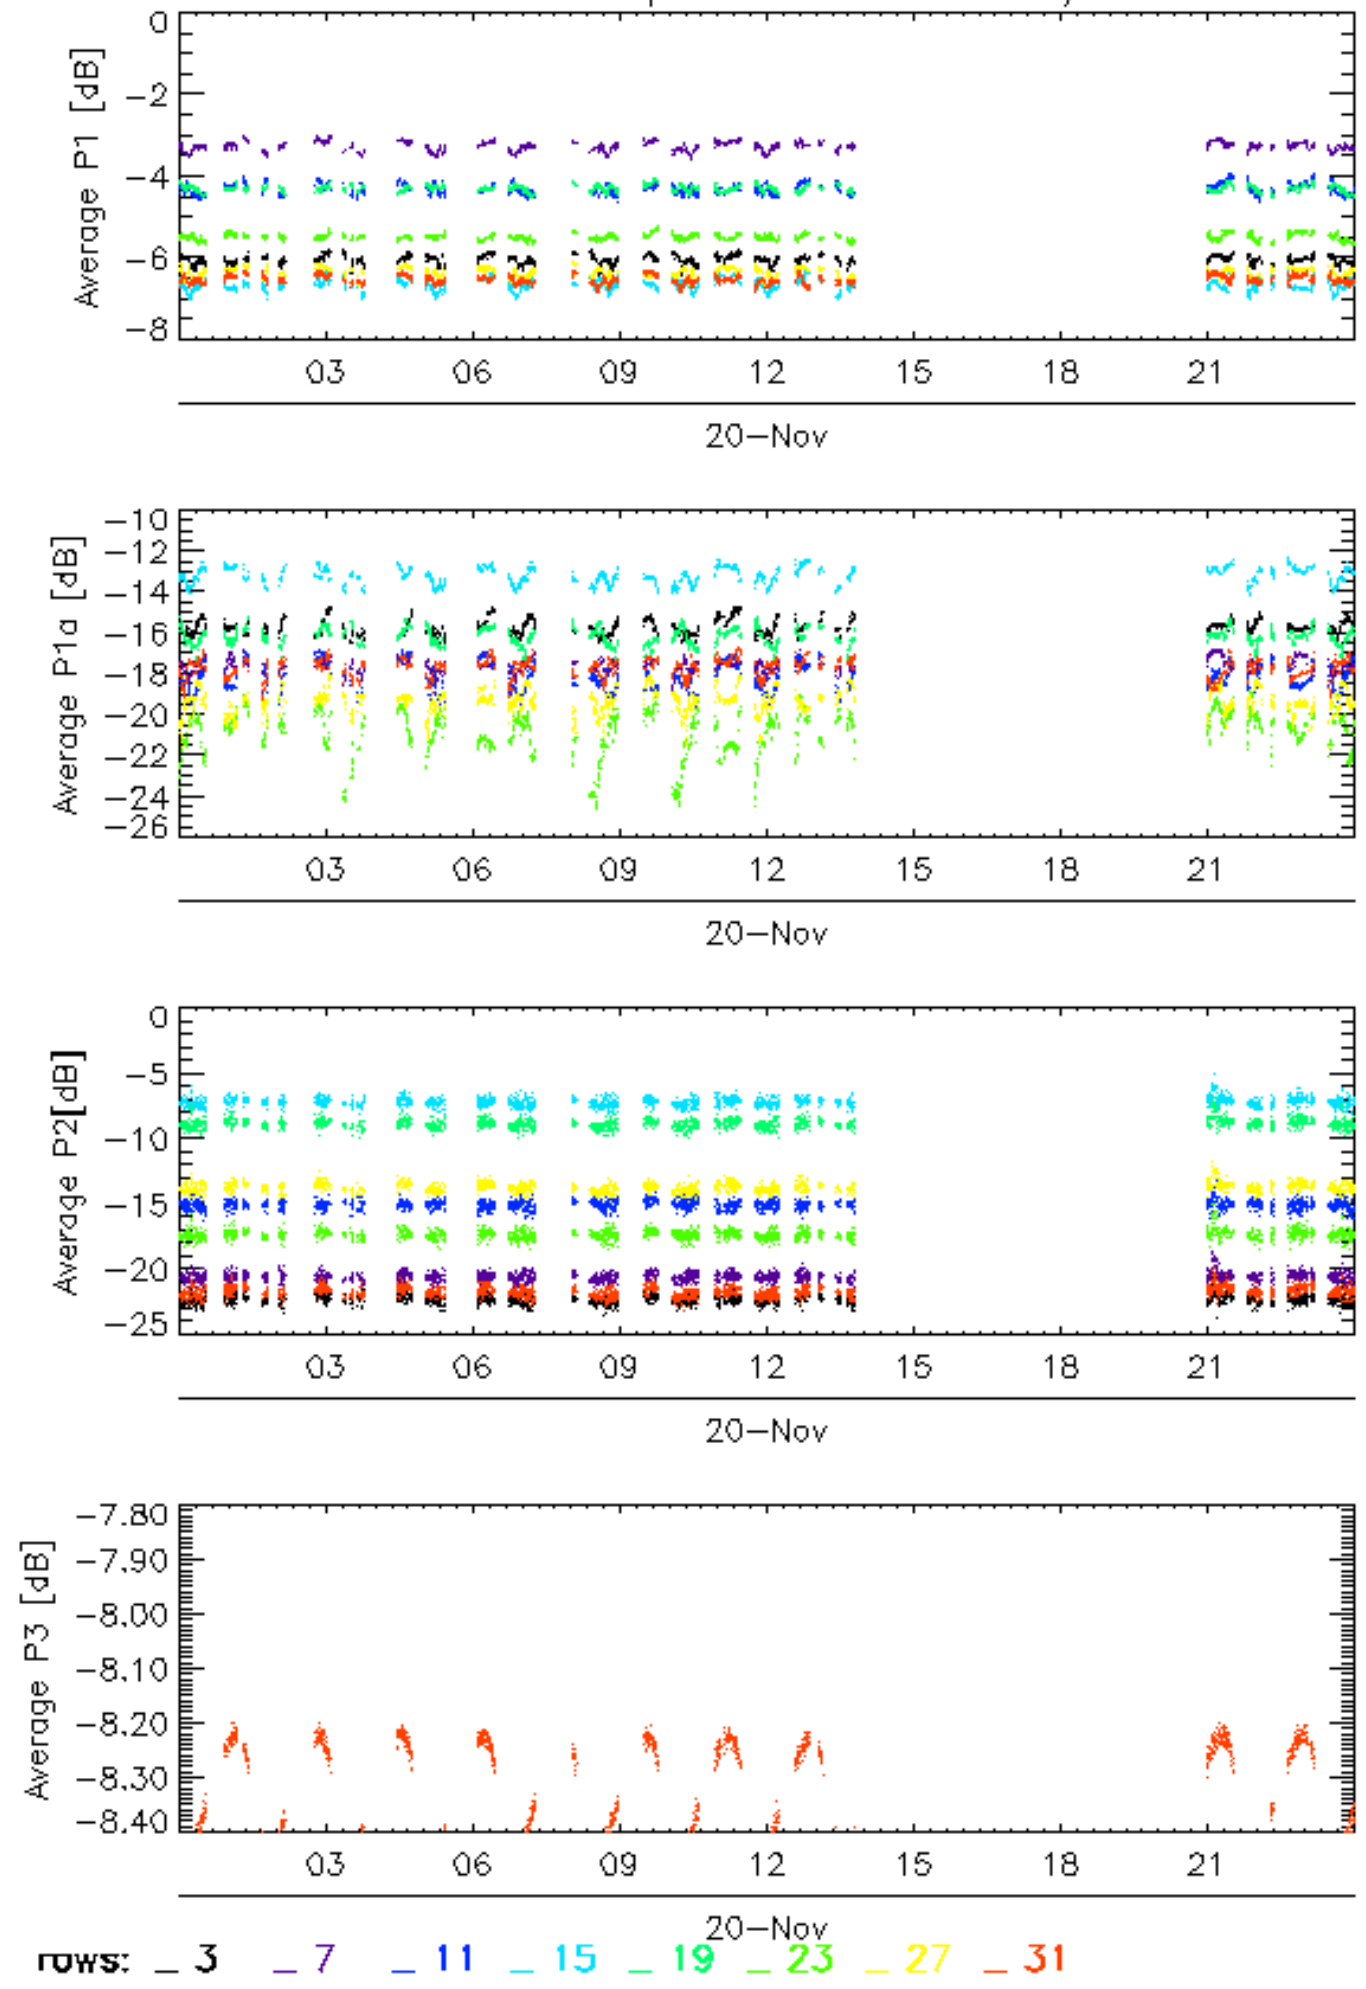 0
-2
-4
-6
-8
Average P1 [dB]
03 06 09 12 15 18 21
20-Nov
-10
-12
-14
-16
-18
-20
-22
-24
-26
Average P1a [dB]
03 06 09 12 15 18 21
20-Nov
0
-5
-10
-15
-20
-25
Average P2[dB]
03 06 09 12 15 18 21
20-Nov
-7.80
-7.90
-8.00
-8.10
-8.20
-8.30
-8.40
Average P3 [dB]
03 06 09 12 15 18 21
20-Nov
rows: _ 3 _ 7 _ 11 _ 15 _ 19 _ 23 _ 27 _ 31